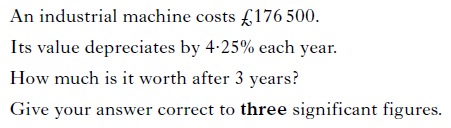 An industrial machine costs £176 500.
Its value depreciates by 4·25% each year.
How much is it worth after 3 years?
Give your answer correct to three significant figures.